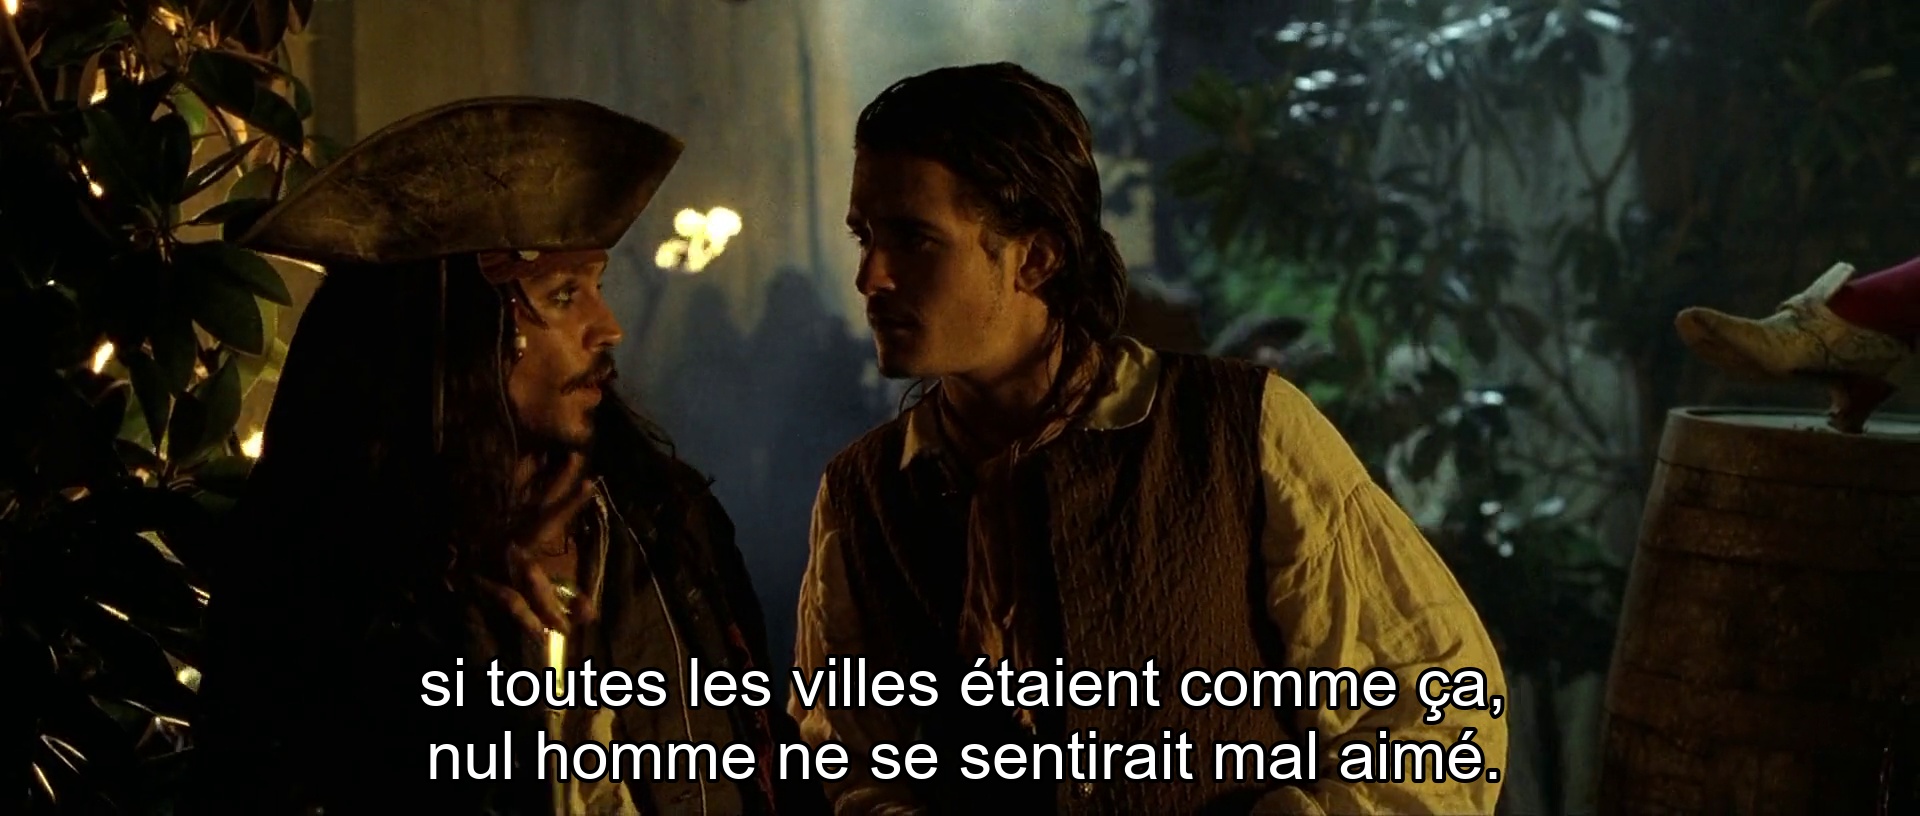 si toutes les villes étaient comme ça,
nul homme ne se sentirait mal aimé.